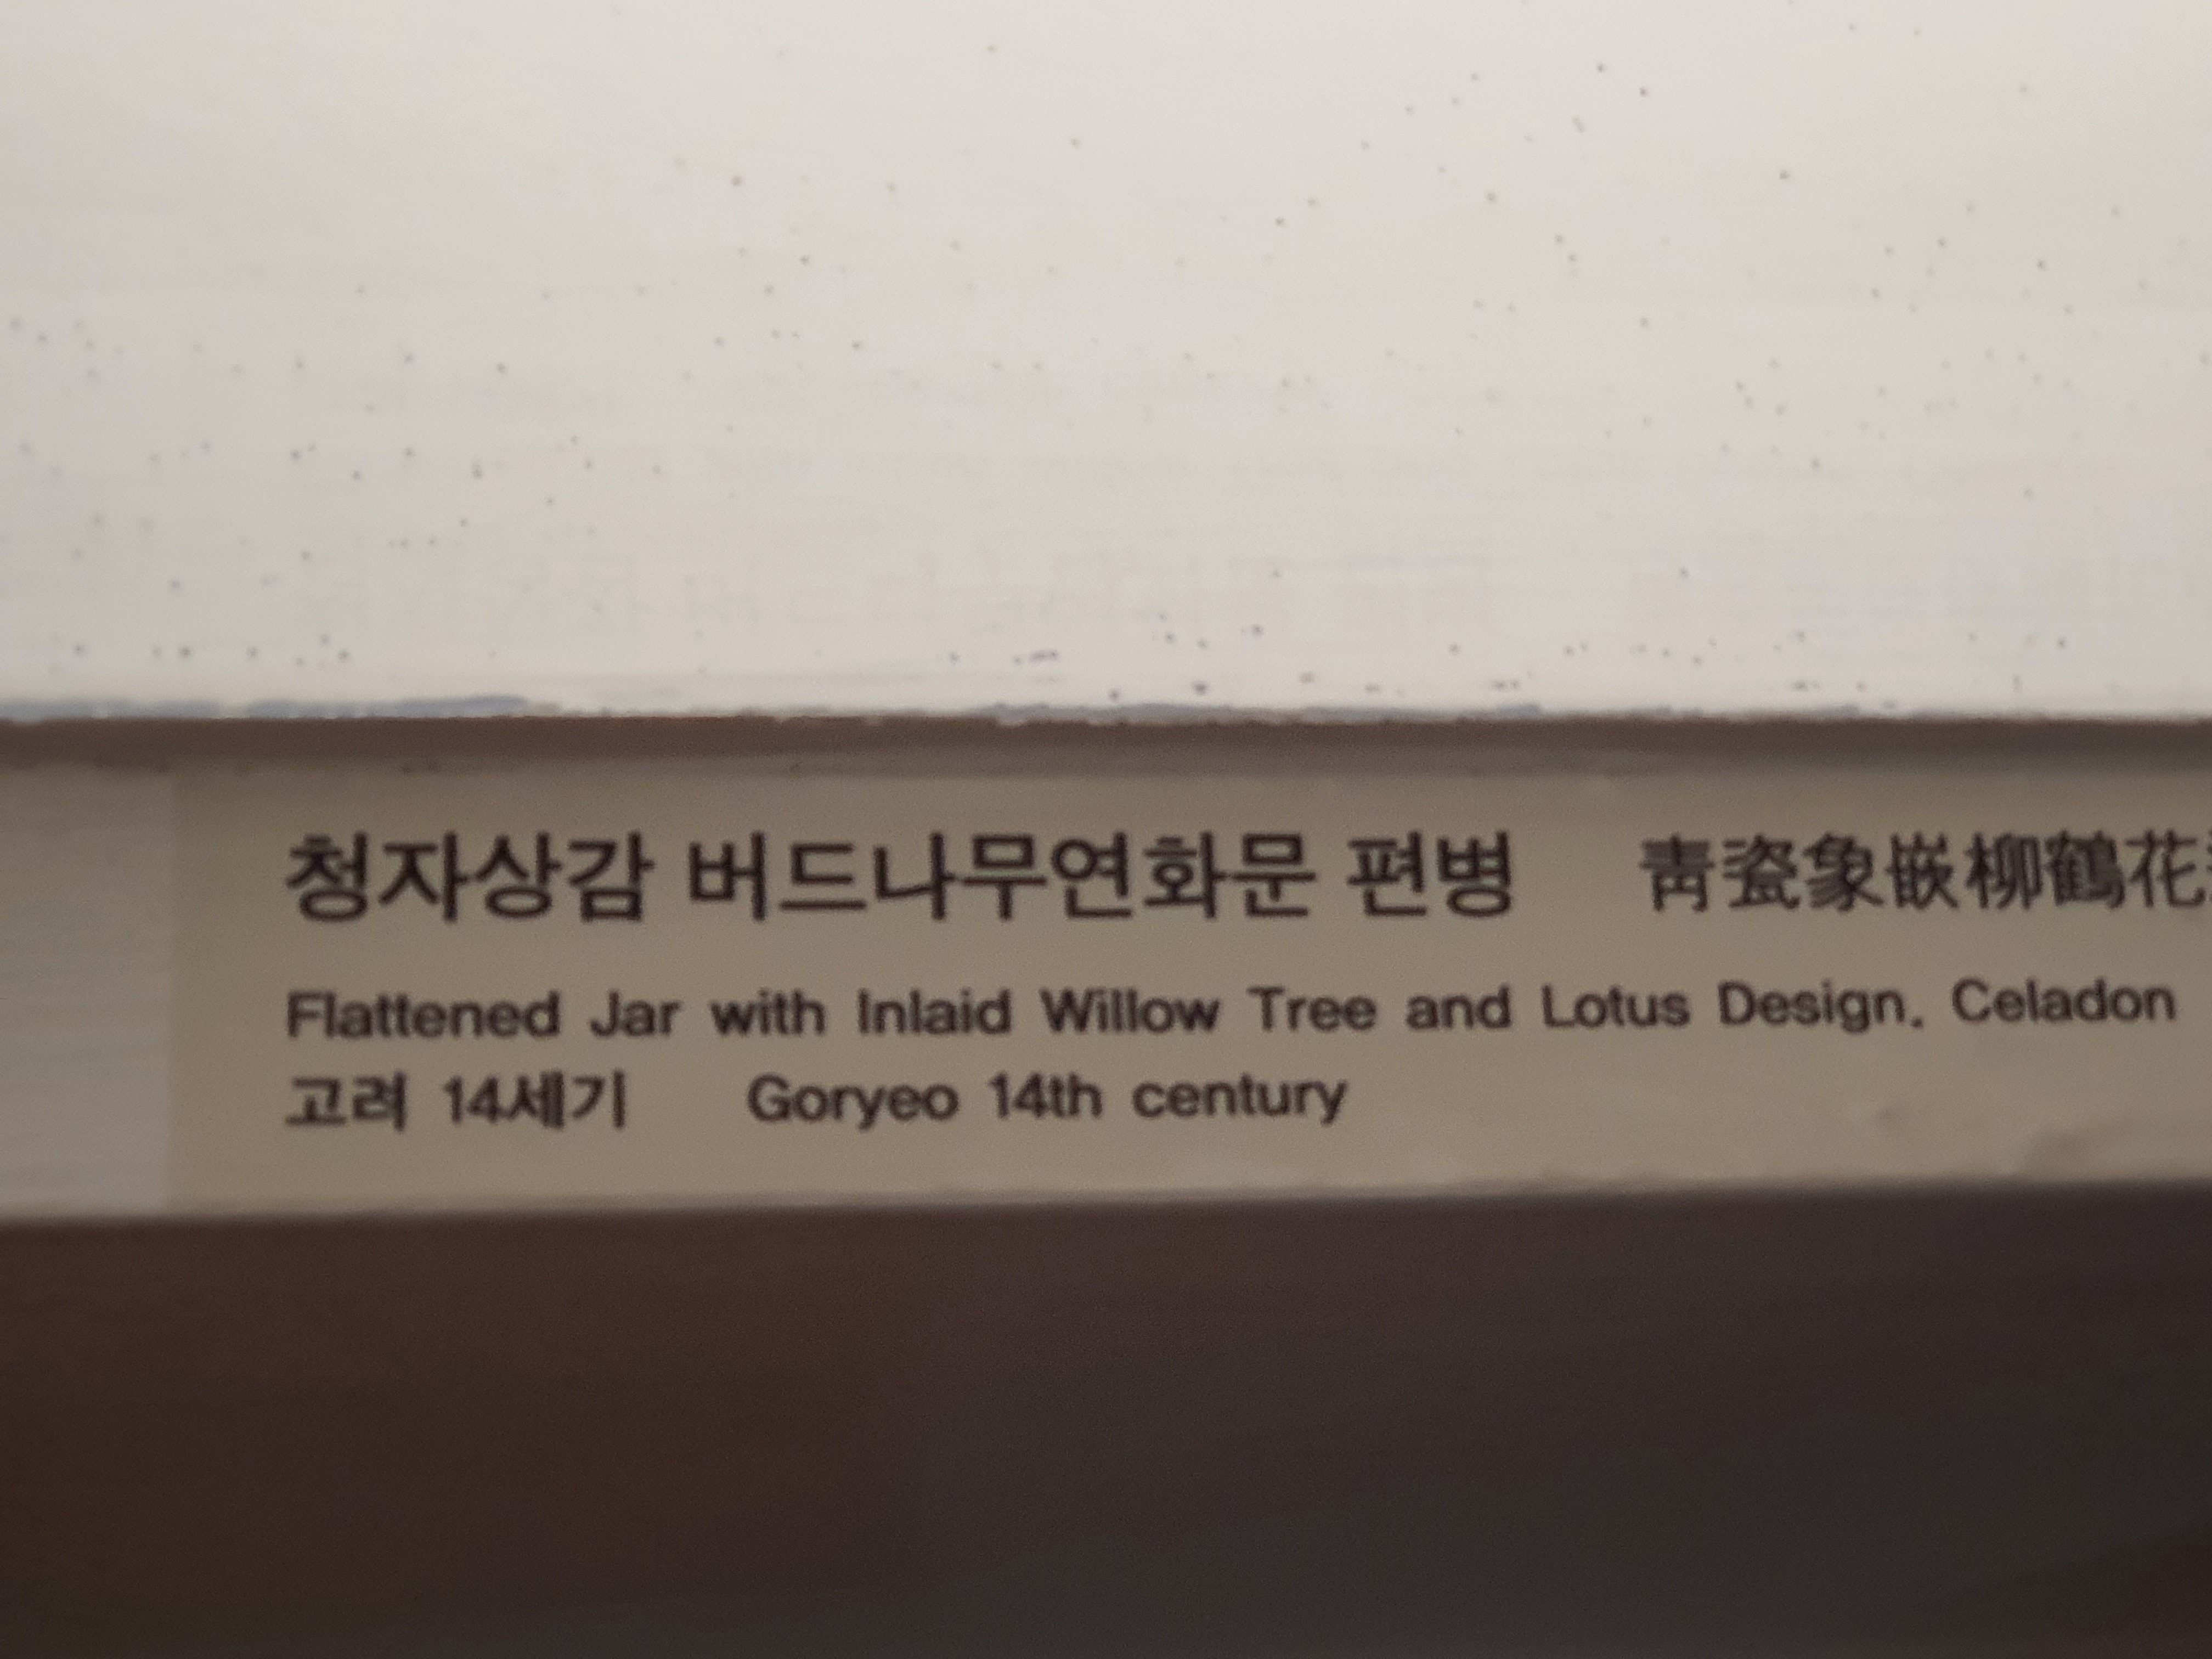 청자상감 버드나무연화문 편병 靑瓷象嵌柳鶴花
Flattened Jar with Inlaid Willow Tree and Lotus Design. Celadon
고려 14세기 Goryeo 14th century